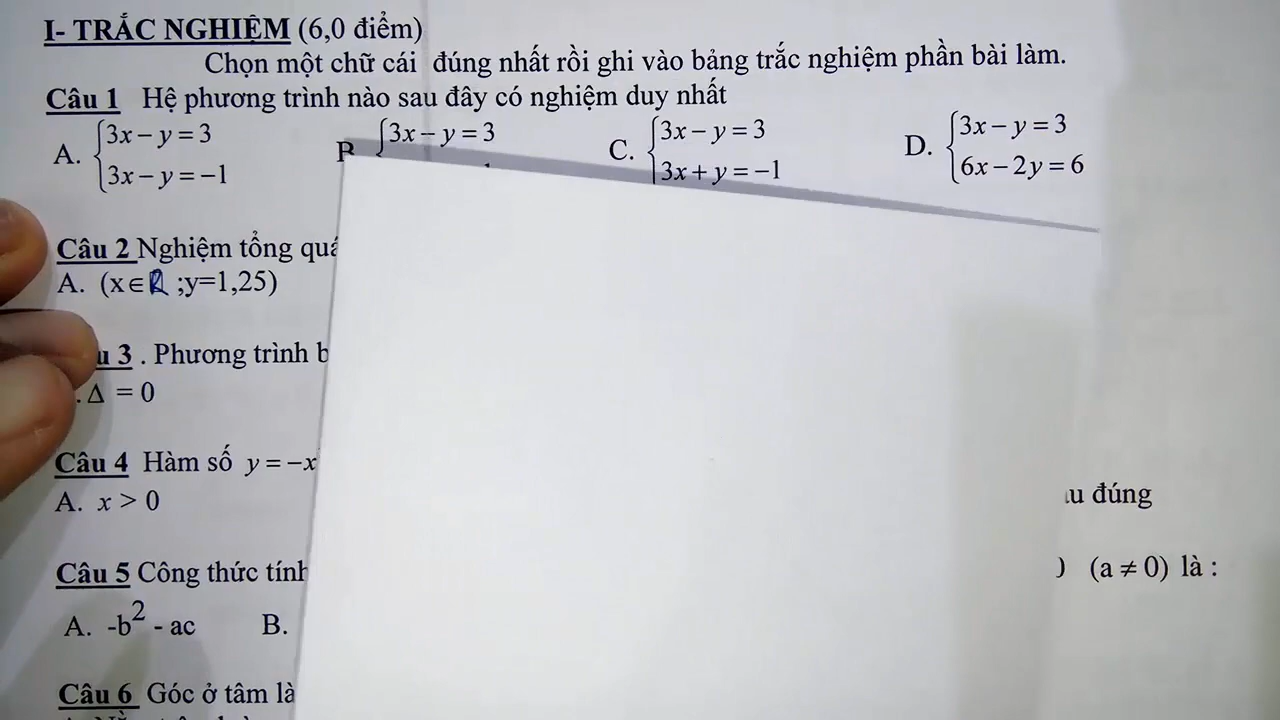 I- TRẮC NGHIỆM (6,0 điểm)
Chọn một chữ cái đúng nhất rồi ghi vào bảng trắc nghiệm phần bài làm.
Câu 1 Hệ phương trình nào sau đây có nghiệm duy nhất
A. {3x – y = 3 B. {3x – y = 3 C. {3x – y = 3 D. {3x – y = 3
3x – y = –1 3x + y = –1 6x – 2y = 6
Câu 2 Nghiệm tổng
A. (x∈R ;y=1,25)
3 . Phương trình
Δ = 0
Câu 4 Hàm số y = –x
A. x > 0
đúng
Câu 5 Công thức tính
) (a ≠ 0) là :
A. -b² - ac B.
Câu 6 Góc ở tâm là